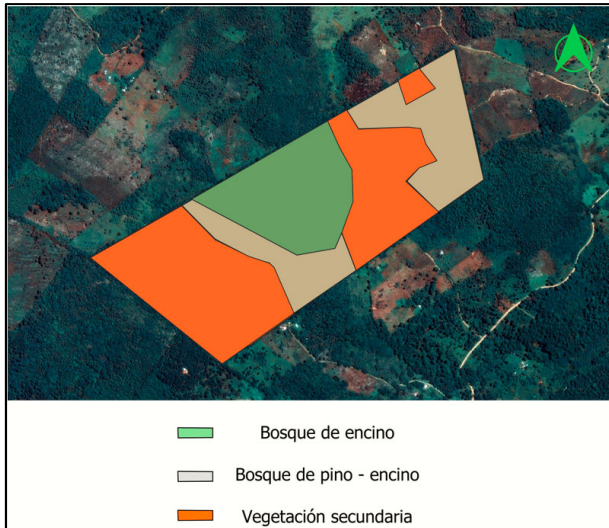 Bosque de encino
Bosque de pino - encino
Vegetación secundaria